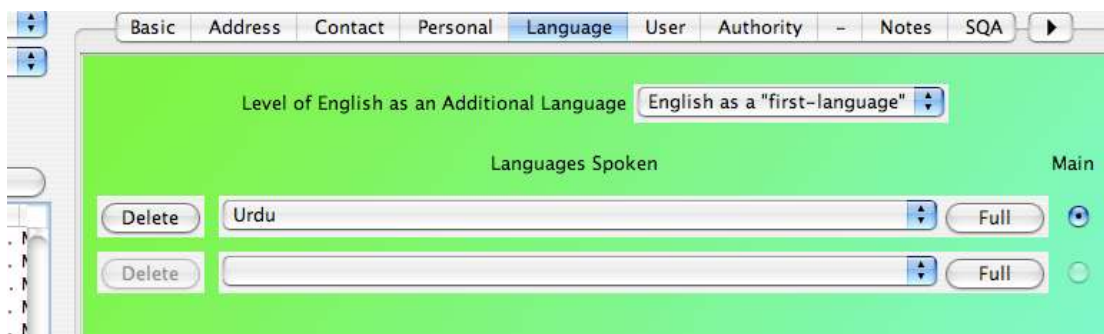 Basic Address Contact Personal Language User Authority - Notes SQA
Level of English as an Additional Language English as a "first-language"
Languages Spoken Main
Delete Urdu Full
Delete Full